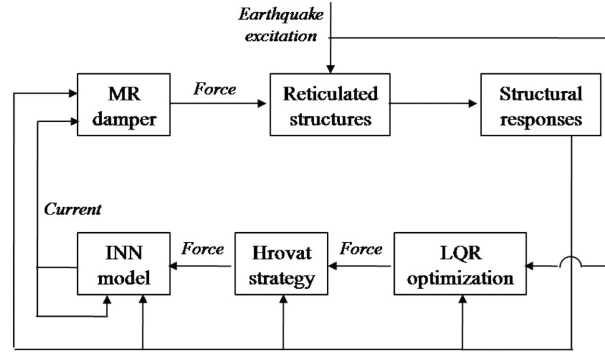 Earthquake
excitation
MR
damper
Force
Reticulated
structures
Structural
responses
Current
INN
model
Force
Hrovat
strategy
Force
LQR
optimization